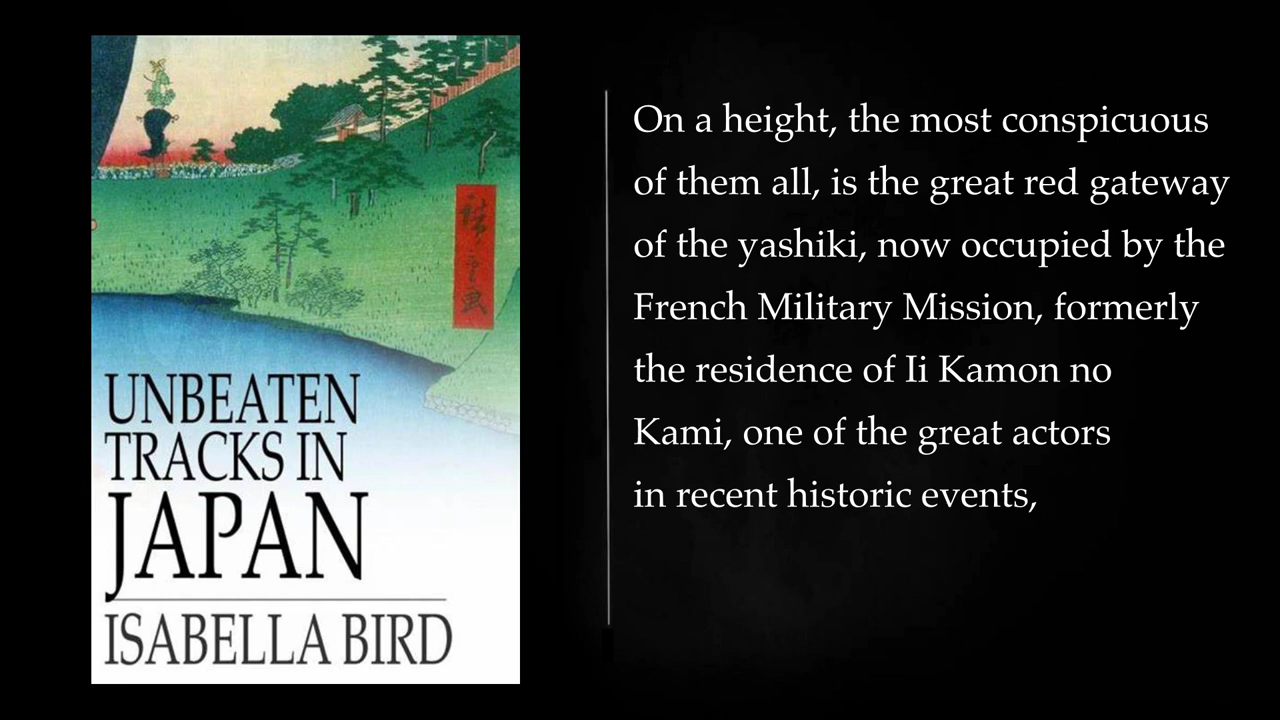 UNBEATEN
TRACKS IN
JAPAN
ISABELLA BIRD
On a height, the most conspicuous
of them all, is the great red gateway
of the yashiki, now occupied by the
French Military Mission, formerly
the residence of Ii Kamon no
Kami, one of the great actors
in recent historic events,